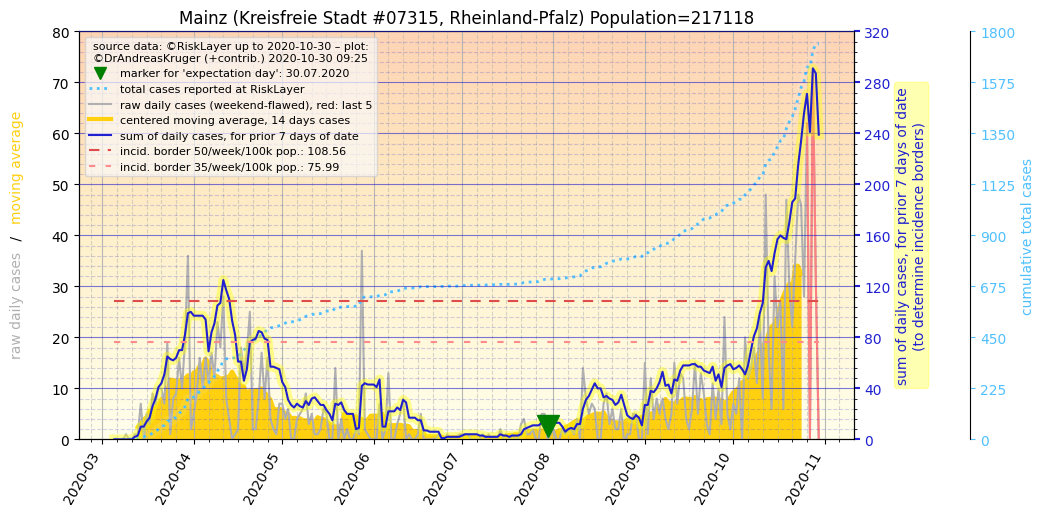 Mainz (Kreisfreie Stadt #07315, Rheinland-Pfalz) Population=217118
source data: ©RiskLayer up to 2020-10-30 – plot:
©DrAndreasKruger (+contrib.) 2020-10-30 09:25
marker for 'expectation day': 30.07.2020
total cases reported at RiskLayer
raw daily cases (weekend-flawed), red: last 5
centered moving average, 14 days cases
sum of daily cases, for prior 7 days of date
incid. border 50/week/100k pop.: 108.56
incid. border 35/week/100k pop.: 75.99
raw daily cases / moving average
80
70
60
50
40
30
20
10
0
320
280
240
200
160
120
80
40
0
sum of daily cases, for prior 7 days of date
(to determine incidence borders)
1800
1575
1350
1125
900
675
450
225
0
cumulative total cases
2020-03
2020-04
2020-05
2020-06
2020-07
2020-08
2020-09
2020-10
2020-11